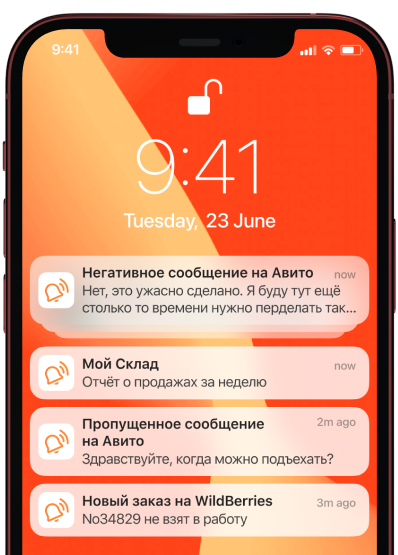 9:41
9:41
Tuesday, 23 June
Негативное сообщение на Авито now
Нет, это ужасно сделано. Я буду тут ещё
столько то времени нужно перделать так...
Мой Склад now
Отчёт о продажах за неделю
Пропущенное сообщение 2m ago
на Авито
Здравствуйте, когда можно подъехать?
Новый заказ на WildBerries 3m ago
No34829 не взят в работу